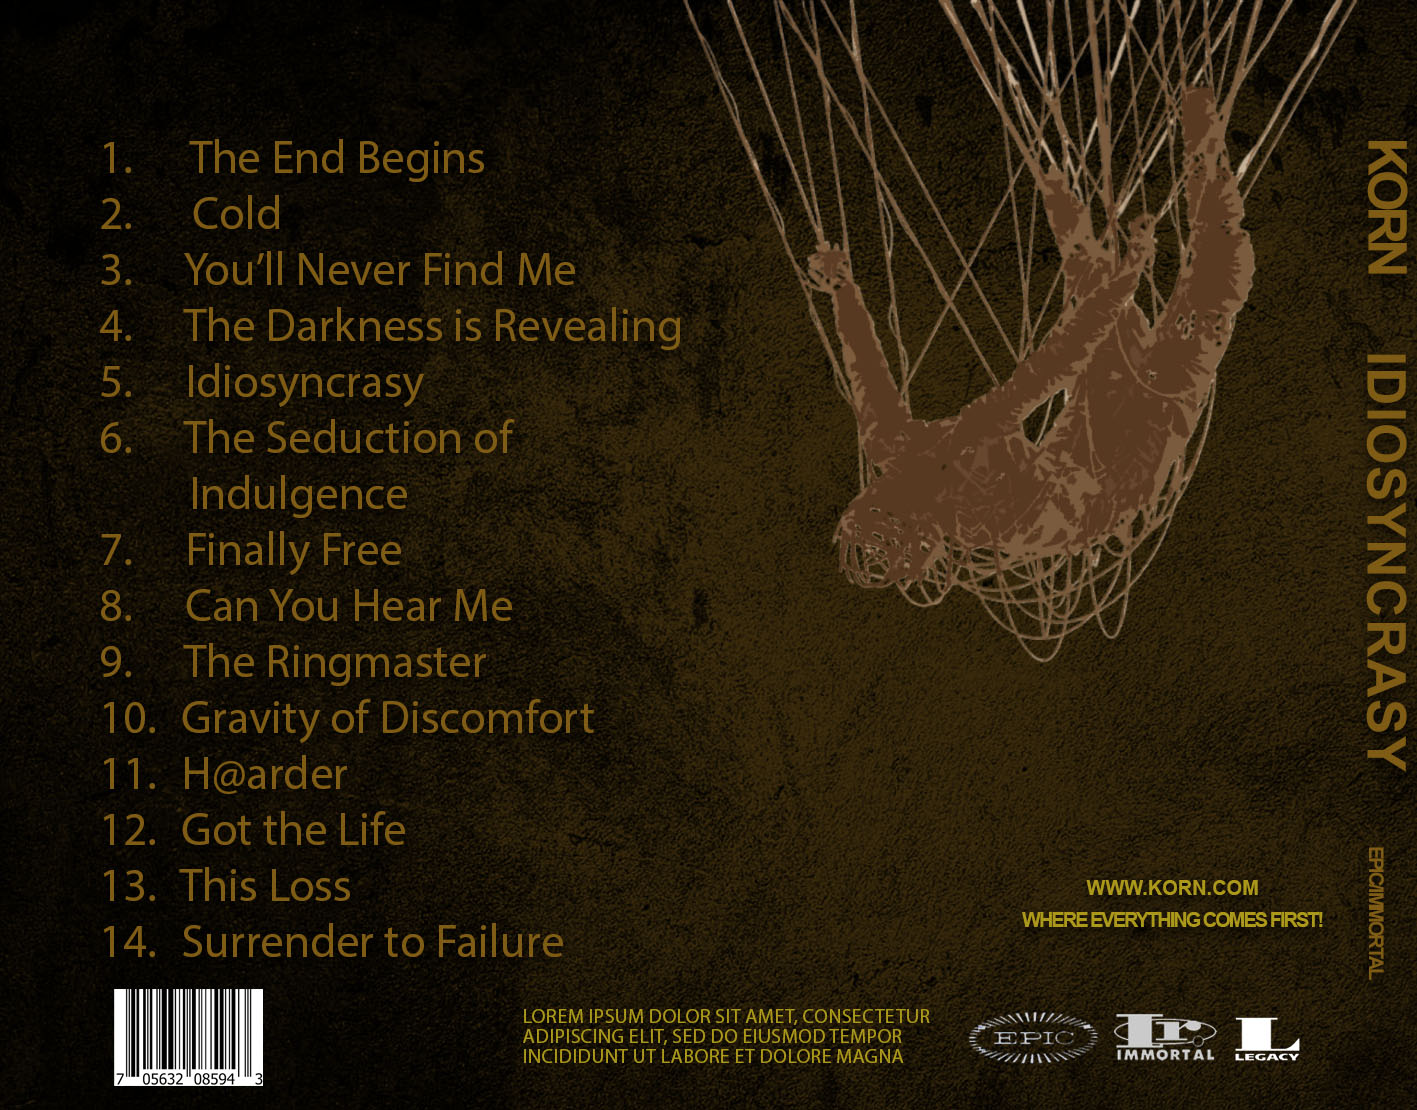 1. The End Begins
2. Cold
3. You’ll Never Find Me
4. The Darkness is Revealing
5. Idiosyncrasy
6. The Seduction of
Indulgence
7. Finally Free
8. Can You Hear Me
9. The Ringmaster
10. Gravity of Discomfort
11. H@arder
12. Got the Life
13. This Loss
14. Surrender to Failure
KORN IDIOSYNCRASY EPIC/IMMORTAL
WWW.KORN.COM
WHERE EVERYTHING COMES FIRST!
7 05632 08594 3
LOREM IPSUM DOLOR SIT AMET, CONSECTETUR
ADIPISCING ELIT, SED DO EIUSMOD TEMPOR
INCIDIDUNT UT LABORE ET DOLORE MAGNA
EPIC
Ir.
IMMORTAL
L
LEGACY